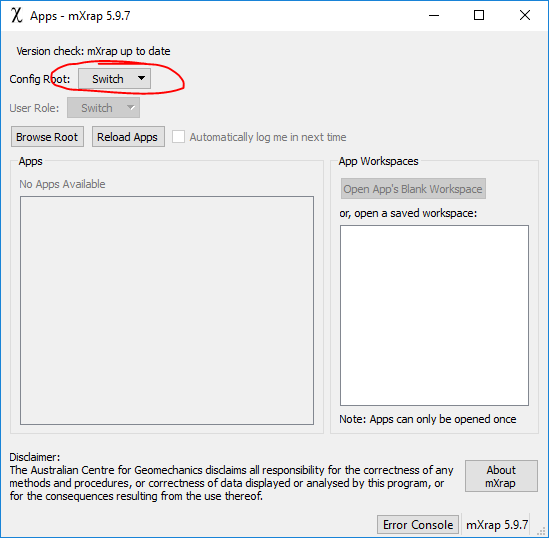 χ Apps - mXrap 5.9.7
Version check: mXrap up to date
Config Root: Switch
User Role: Switch
Browse Root Reload Apps Automatically log me in next time
Apps
No Apps Available
App Workspaces
Open App's Blank Workspace
or, open a saved workspace:
Note: Apps can only be opened once
Disclaimer:
The Australian Centre for Geomechanics disclaims all responsibility for the correctness of any
methods and procedures, or correctness of data displayed or analysed by this program, or
for the consequences resulting from the use thereof.
About
mXrap
Error Console mXrap 5.9.7